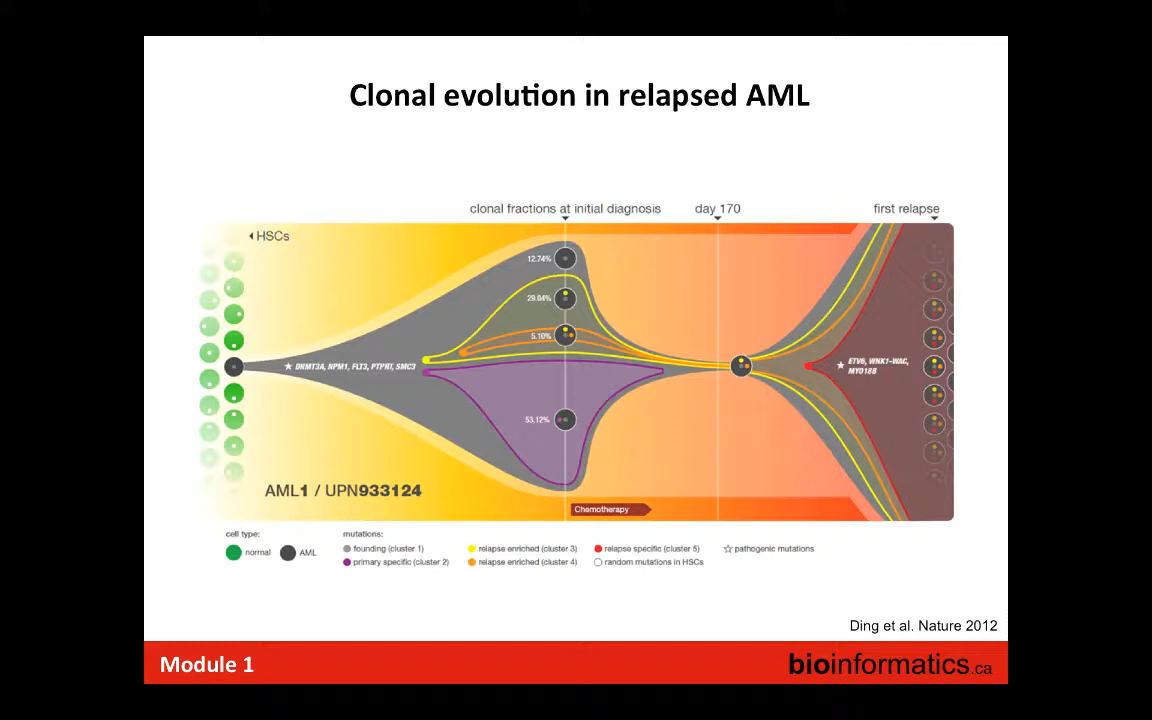 Clonal evolution in relapsed AML
clonal fractions at initial diagnosis
day 170
first relapse
HSCs
12.74%
29.04%
5.10%
DNMT3A, NPM1, FLT3, PTPRT, SMC3
ETV6, WNK1-WAC,
MYO18B
53.12%
AML1 / UPN933124
Chemotherapy
cell type:
normal
AML
mutations:
founding (cluster 1)
primary specific (cluster 2)
relapse enriched (cluster 3)
relapse enriched (cluster 4)
relapse specific (cluster 5)
random mutations in HSCs
pathogenic mutations
Ding et al. Nature 2012
Module 1
bioinformatics.ca